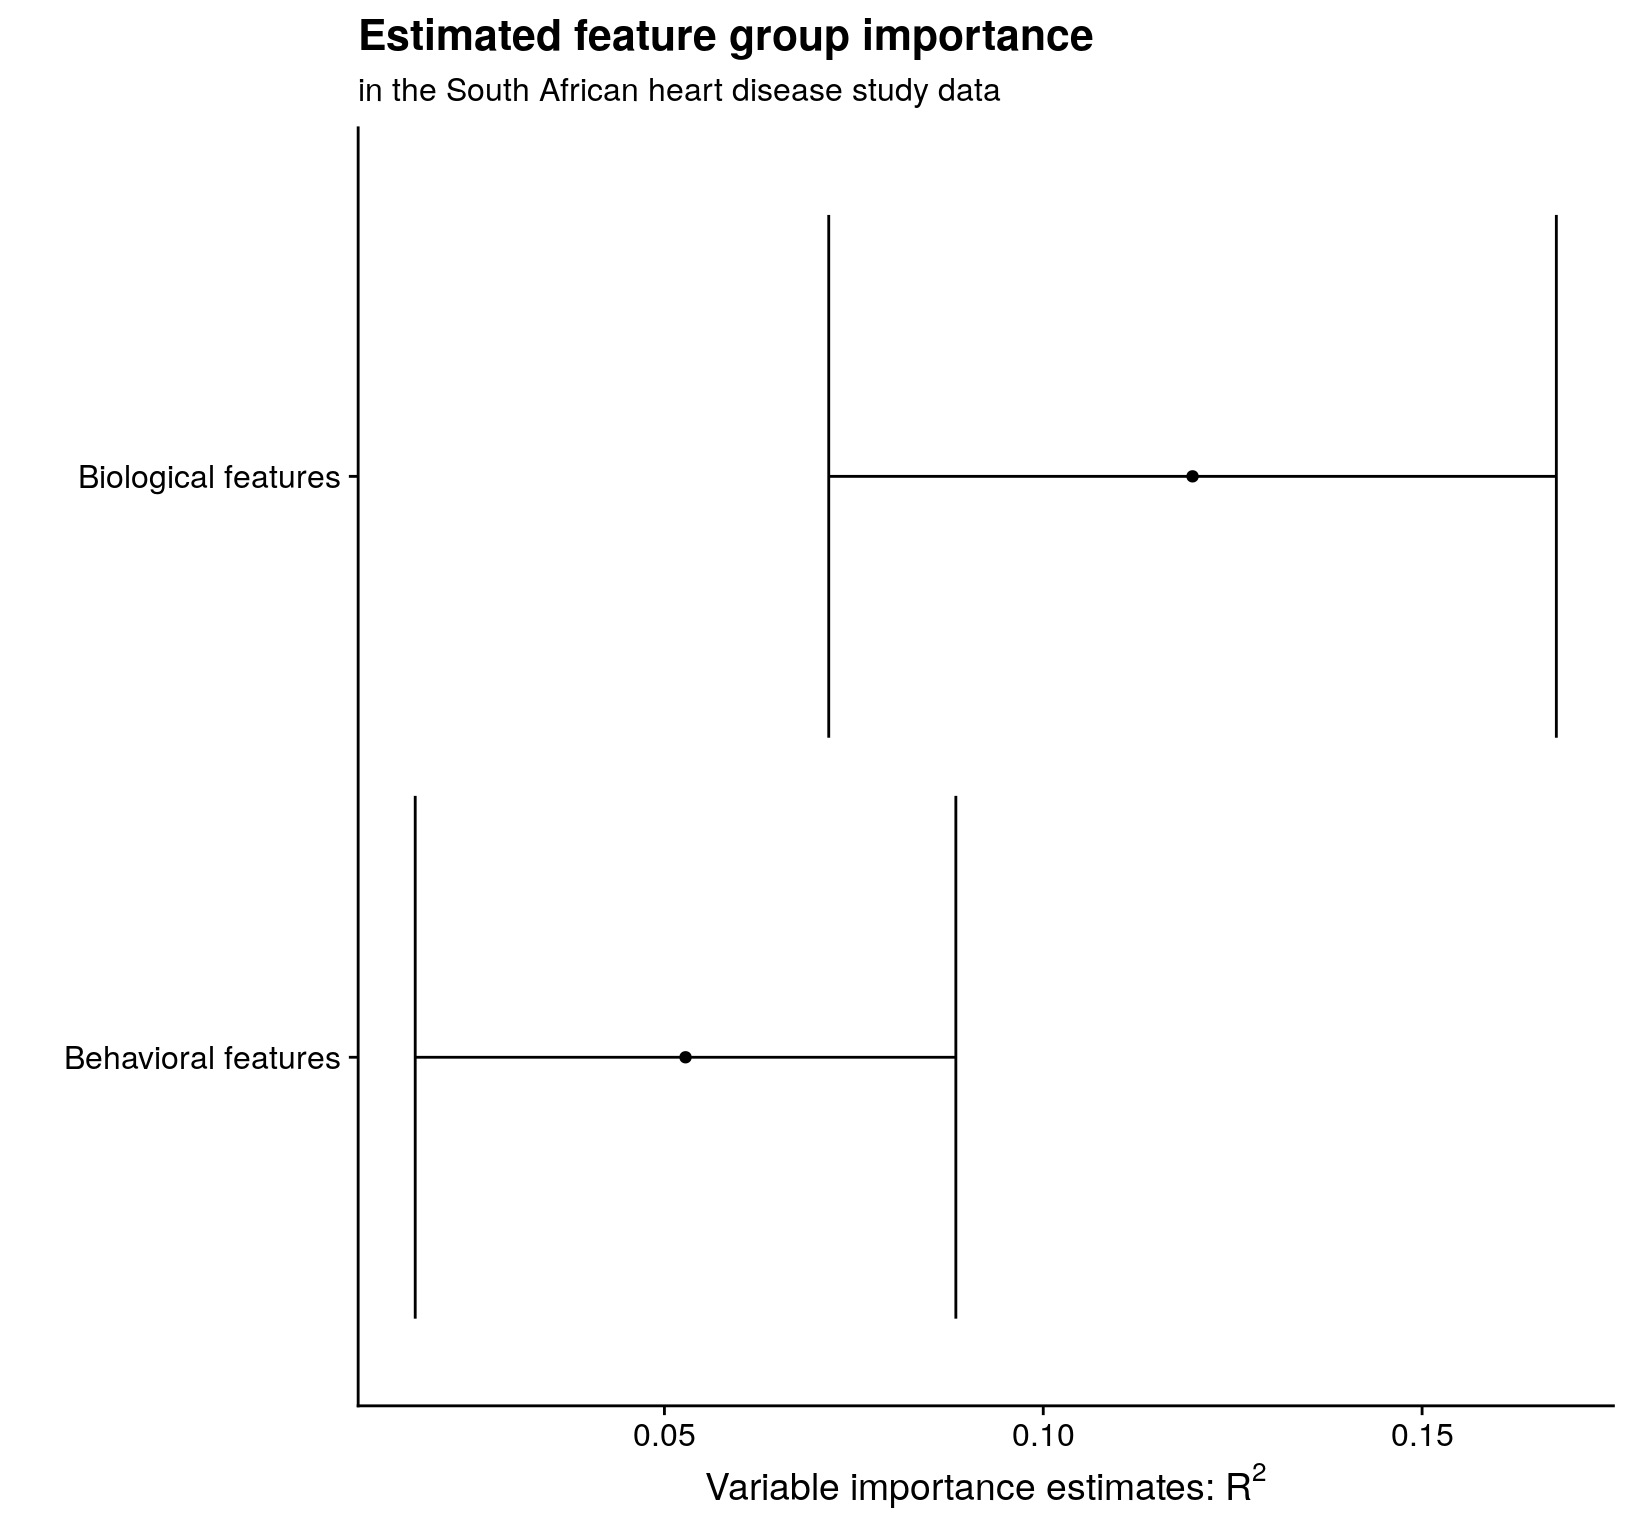 Estimated feature group importance
in the South African heart disease study data
Biological features
Behavioral features
0.05 0.10 0.15
Variable importance estimates: R²